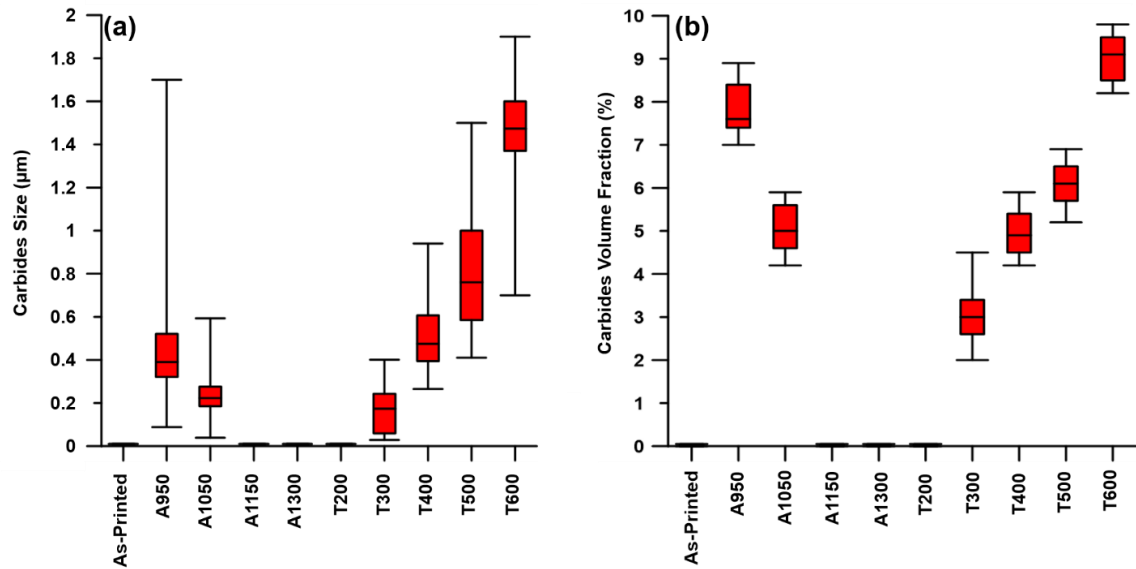 (a)
Carbides Size (µm)
2
1.8
1.6
1.4
1.2
1
0.8
0.6
0.4
0.2
0
As-Printed
A950
A1050
A1150
A1300
T200
T300
T400
T500
T600
(b)
Carbides Volume Fraction (%)
10
9
8
7
6
5
4
3
2
1
0
As-Printed
A950
A1050
A1150
A1300
T200
T300
T400
T500
T600